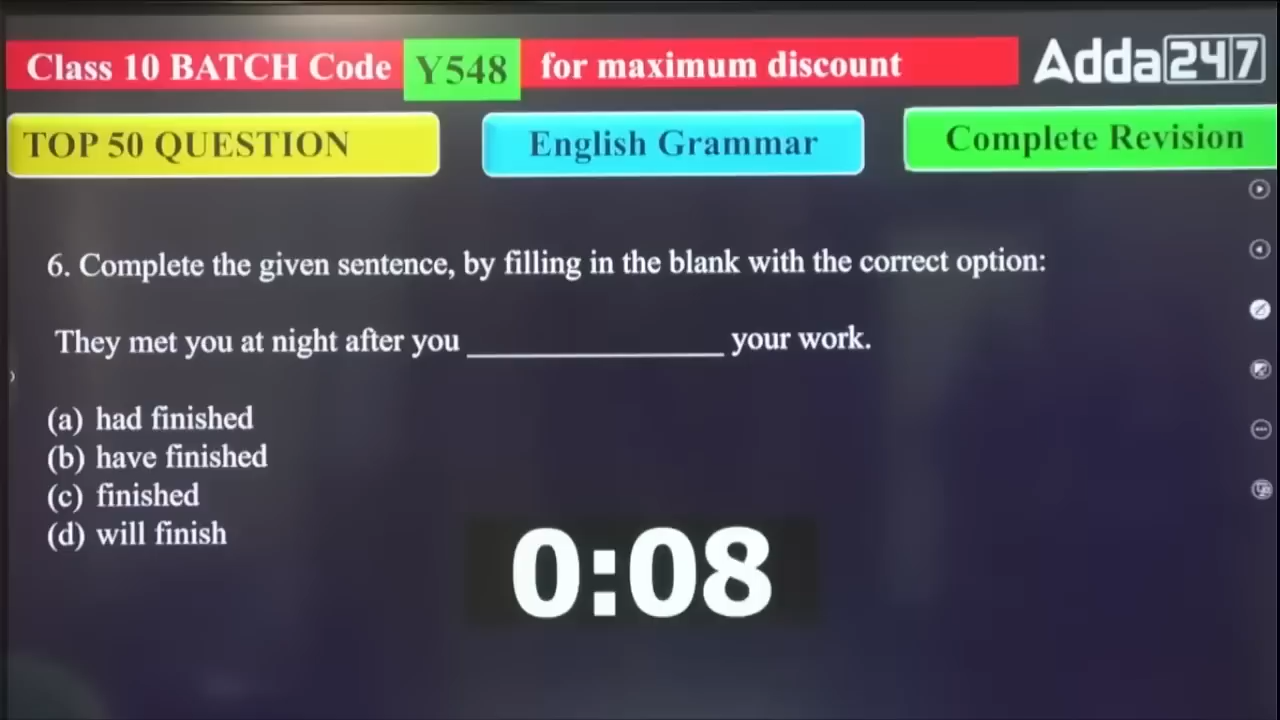 Class 10 BATCH Code Y548 for maximum discount
Adda247
TOP 50 QUESTION
English Grammar
Complete Revision
6. Complete the given sentence, by filling in the blank with the correct option:
They met you at night after you ________________ your work.
(a) had finished
(b) have finished
(c) finished
(d) will finish
0:08